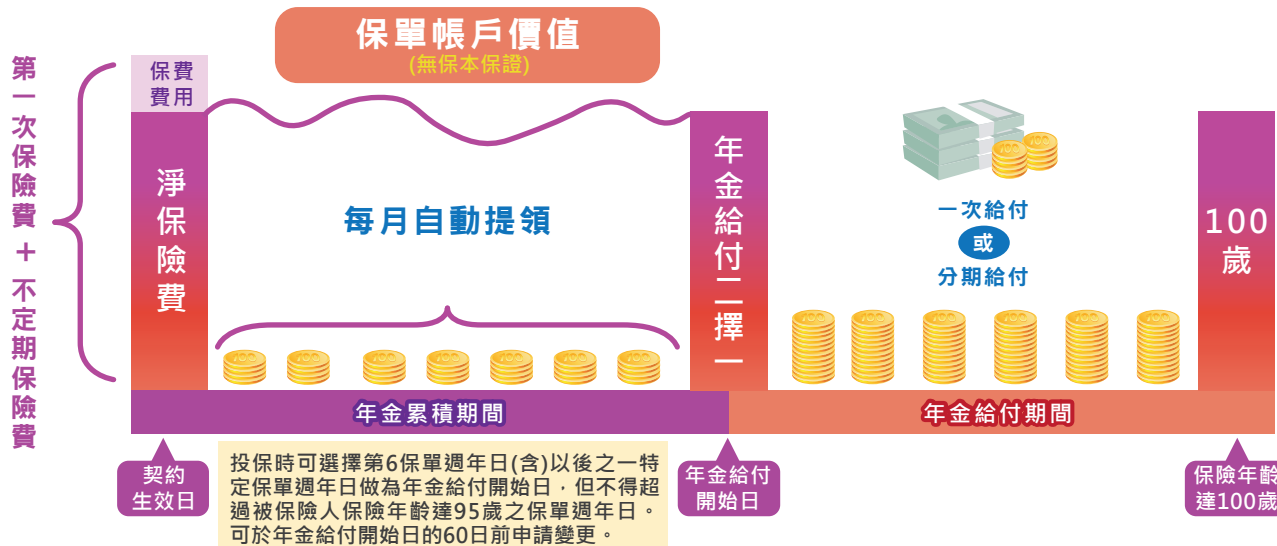 保單帳戶價值
(無保本保證)
第一次保險費＋不定期保險費
保費
費用
淨保險費
每月自動提領
年金給付二擇一
一次給付
或
分期給付
100
歲
年金累積期間
年金給付期間
契約
生效日
投保時可選擇第6保單週年日(含)以後之一特
定保單週年日做為年金給付開始日，但不得超
過被保險人保險年齡達95歲之保單週年日。
可於年金給付開始日的60日前申請變更。
年金給付
開始日
保險年齡
達100歲